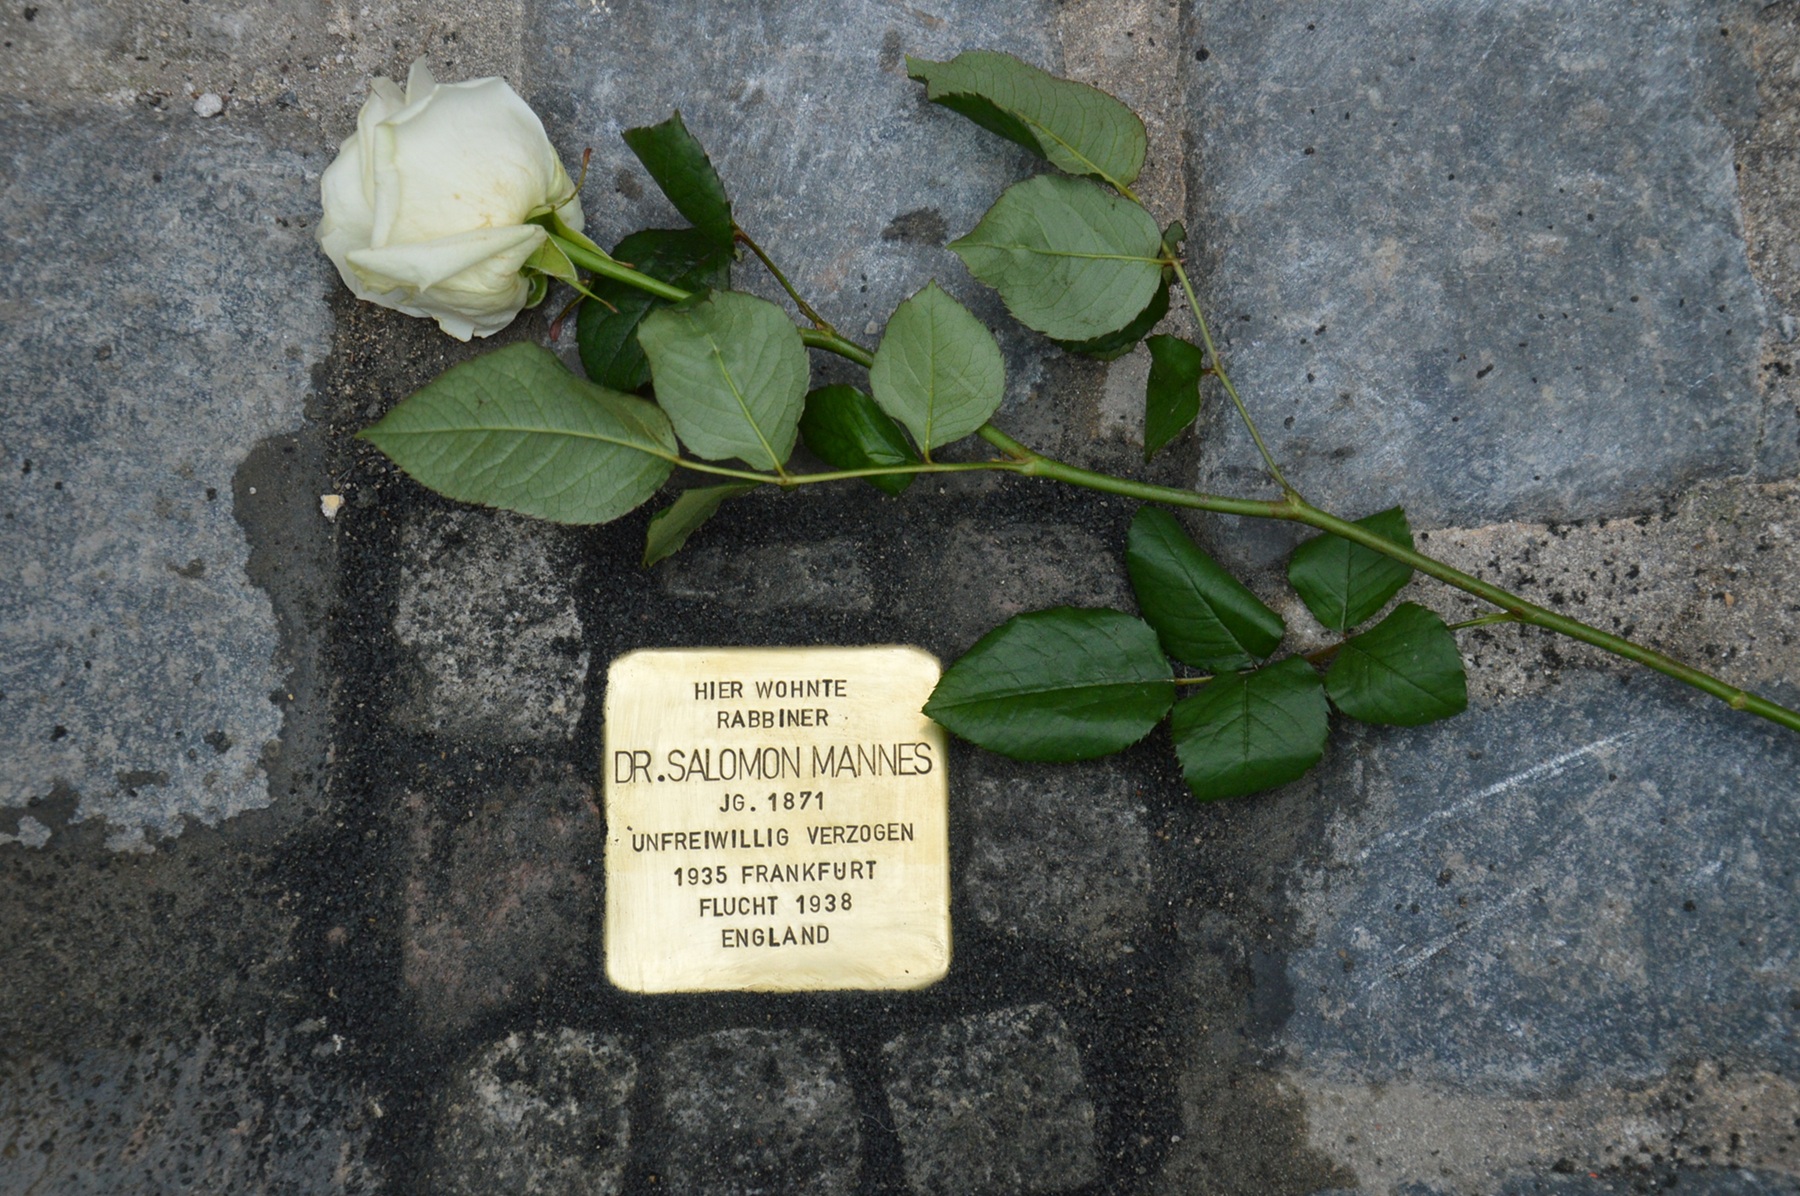 HIER WOHNTE
RABBINER
DR. SALOMON MANNES
JG. 1871
UNFREIWILLIG VERZOGEN
1935 FRANKFURT
FLUCHT 1938
ENGLAND